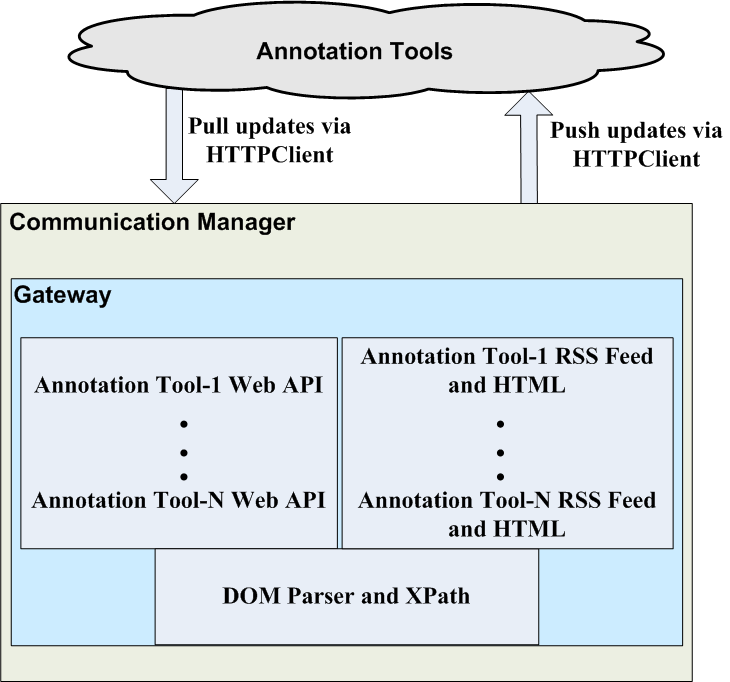 Annotation Tools
Pull updates via
HTTPClient
Push updates via
HTTPClient
Communication Manager
Gateway
Annotation Tool-1 Web API
Annotation Tool-N Web API
Annotation Tool-1 RSS Feed
and HTML
Annotation Tool-N RSS Feed
and HTML
DOM Parser and XPath